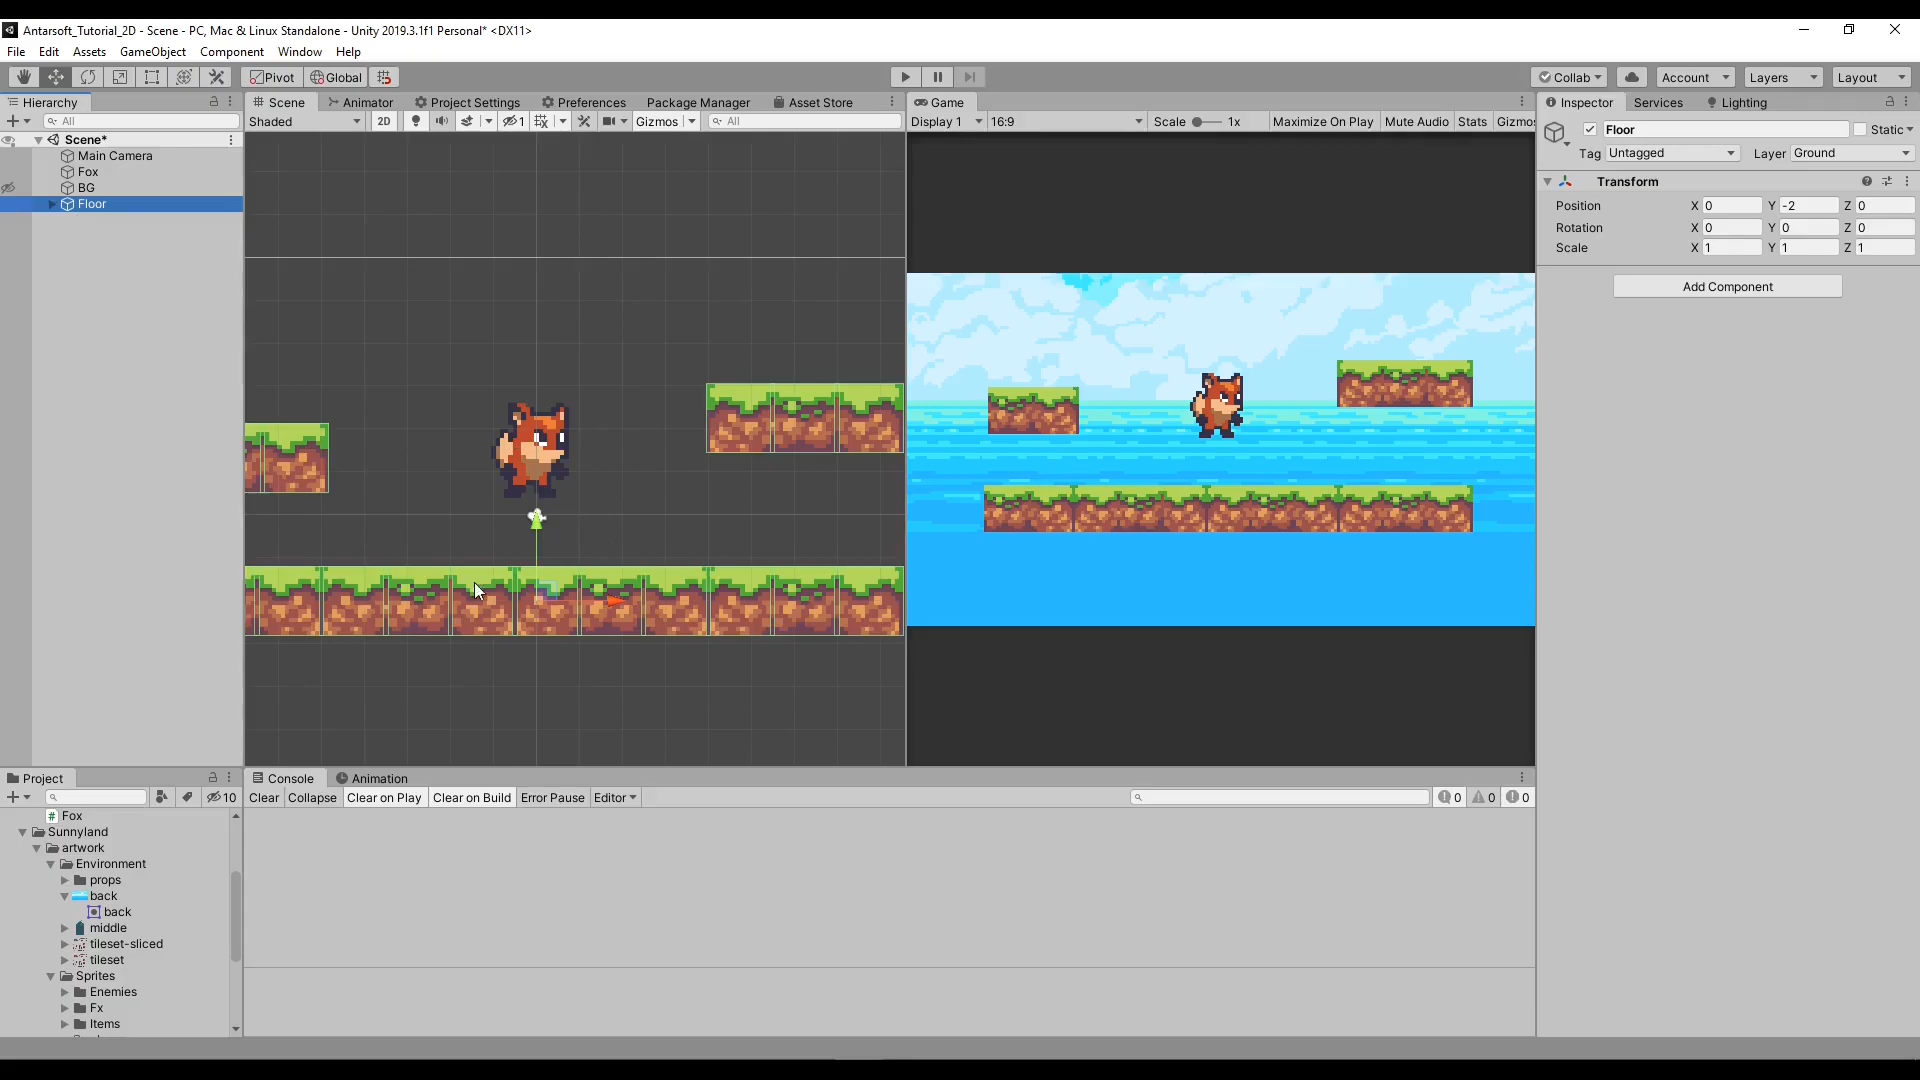 Antarsoft_Tutorial_2D - Scene - PC, Mac & Linux Standalone - Unity 2019.3.1f1 Personal* <DX11>
File Edit Assets GameObject Component Window Help
Pivot Global Collab Account Layers Layout
Hierarchy Scene Animator Project Settings Preferences Package Manager Asset Store Game Inspector Services Lighting
All Shaded 2D 1 Gizmos All Display 1 16:9 Scale 1x Maximize On Play Mute Audio Stats Gizmos
Floor Static
Tag Untagged Layer Ground
Scene*
Main Camera
Fox
BG
Floor
Transform
Position X 0 Y -2 Z 0
Rotation X 0 Y 0 Z 0
Scale X 1 Y 1 Z 1
Add Component
Project Console Animation
10 Clear Collapse Clear on Play Clear on Build Error Pause Editor 0 0 0
Fox
Sunnyland
artwork
Environment
props
back
back
middle
tileset-sliced
tileset
Sprites
Enemies
Fx
Items